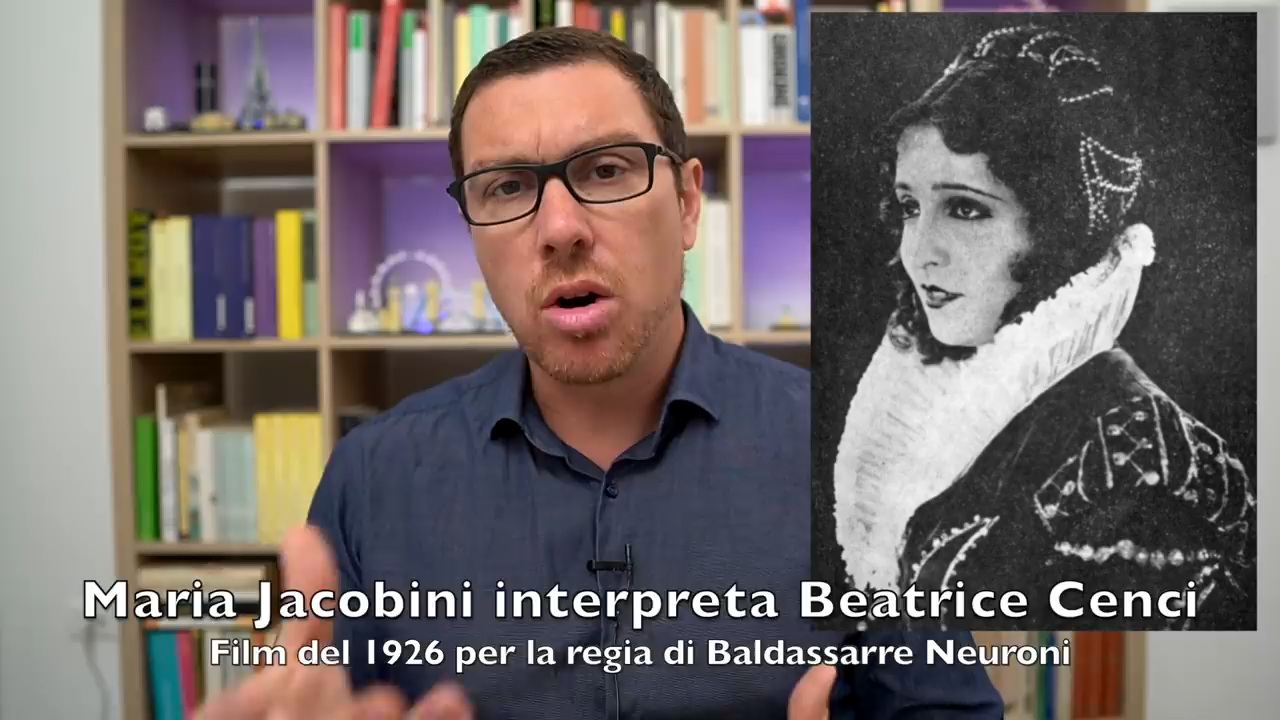 Maria Jacobini interpreta Beatrice Cenci
Film del 1926 per la regia di Baldassarre Neuroni